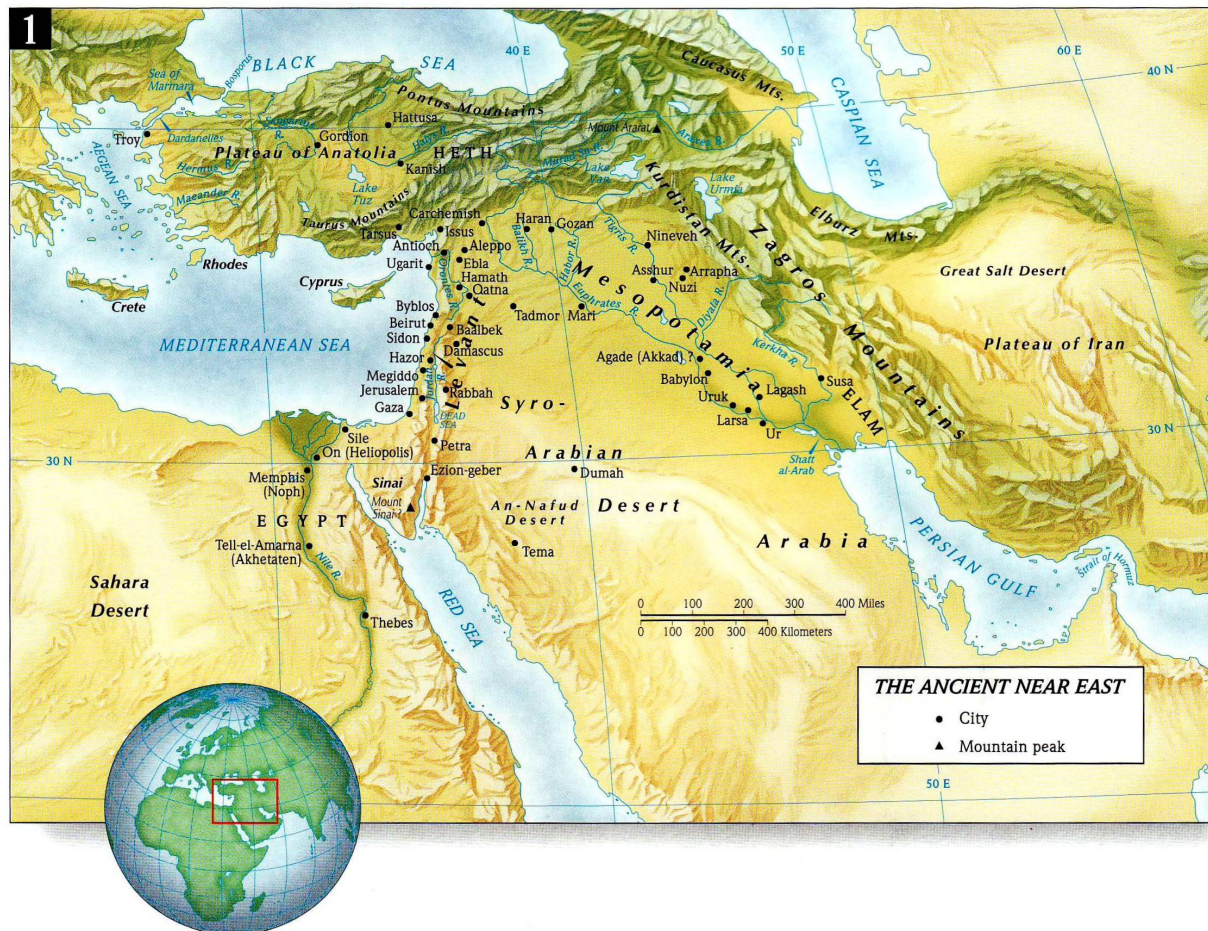 1
40 E
50 E
60 E
40 N
BLACK SEA
Sea of
Marmara
Bosporus
Caucasus Mts.
CASPIAN SEA
Pontus Mountains
Hattusa
Troy
Dardanelles
Sangarius R.
Gordion
Halys R.
Mount Ararat
Araxes R.
Plateau of Anatolia
HETH
AEGEAN SEA
Hermus R.
Kanish
Murad Su R.
Lake
Van
Maeander R.
Lake
Tuz
Kurdistan Mts.
Lake
Urmia
Taurus Mountains
Tarsus
Carchemish
Issus
Haran
Gozan
Tigris R.
Elburz Mts.
Zagros Mountains
Nineveh
Antioch
Aleppo
Balikh R.
Habor R.
Rhodes
Ugarit
Ebla
Orontes R.
Asshur
Arrapha
Great Salt Desert
Cyprus
Hamath
Mesopotamia
Nuzi
Crete
Qatna
Euphrates R.
Diyala R.
Byblos
Tadmor
Mari
Beirut
Baalbek
MEDITERRANEAN SEA
Sidon
Damascus
Levant
Kerkha R.
Plateau of Iran
Hazor
Agade (Akkad) ?
Megiddo
Jordan R.
Babylon
Susa
Jerusalem
Rabbah
Lagash
ELAM
Gaza
DEAD
SEA
Syro-
Uruk
Larsa
Ur
Sile
Petra
Arabian
Shatt
al-Arab
30 N
30 N
On (Heliopolis)
Memphis
(Noph)
Sinai
Ezion-geber
Dumah
Mount
Sinai?
An-Nafud
Desert
Desert
EGYPT
Tell-el-Amarna
(Akhetaten)
Tema
Arabia
PERSIAN GULF
Strait of Hormuz
Nile R.
Sahara
Desert
RED SEA
Thebes
0 100 200 300 400 Miles
0 100 200 300 400 Kilometers
THE ANCIENT NEAR EAST
City
Mountain peak
50 E